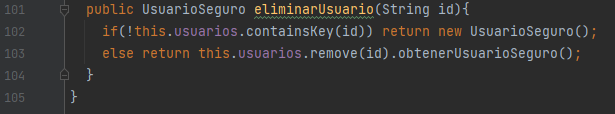 101 public UsuarioSeguro eliminarUsuario(String id){
102 if(!this.usuarios.containsKey(id)) return new UsuarioSeguro();
103 else return this.usuarios.remove(id).obtenerUsuarioSeguro();
104 }
105 }